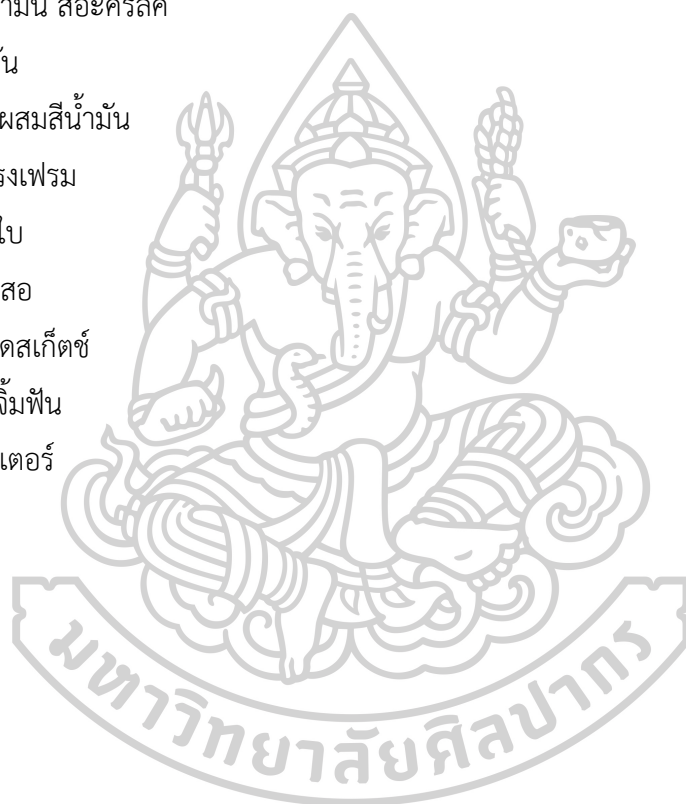 ำมัน สีอะคริลิค
ัน
ผสมสีน้ำมัน
รงเฟรม
ใบ
สอ
ดสเก็ตช์
จิ้มฟัน
เตอร์
มหาวิทยาลัยศิลปากร